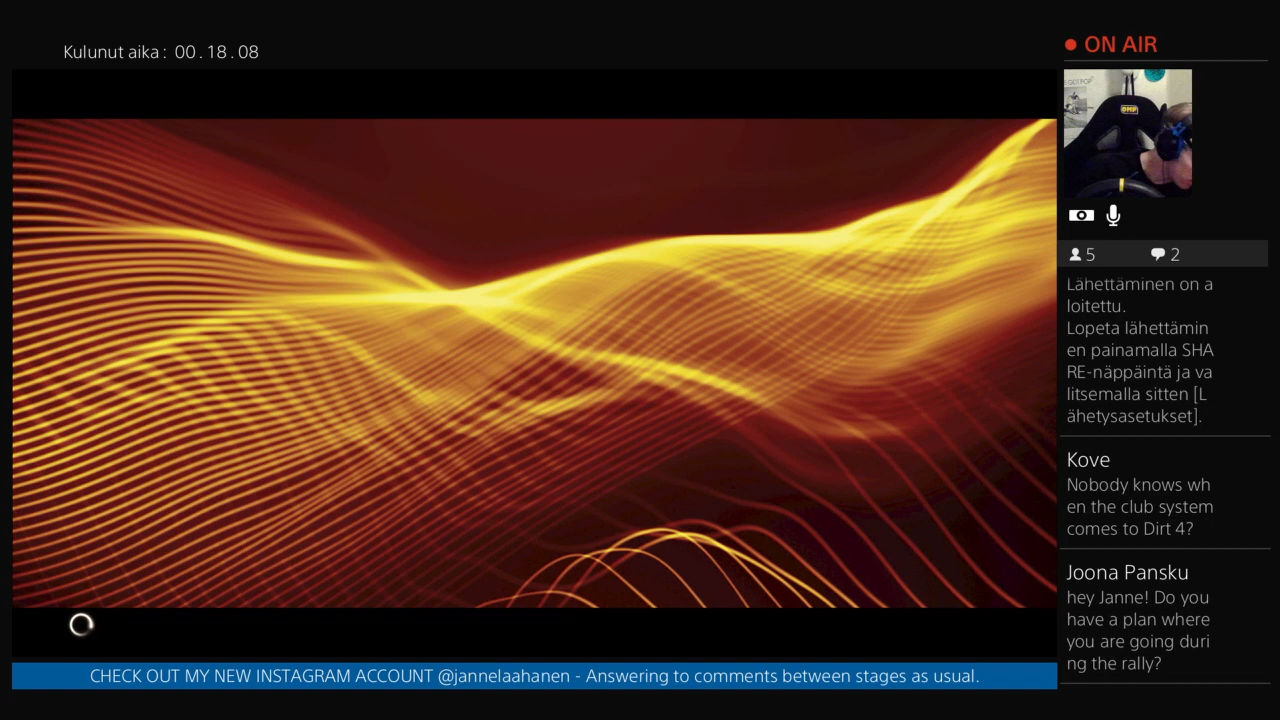 Kulunut aika : 00 . 18 . 08
ON AIR
OMP
5
2
Lähettäminen on a
loitettu.
Lopeta lähettämin
en painamalla SHA
RE-näppäintä ja va
litsemalla sitten [L
ähetysasetukset].
Kove
Nobody knows wh
en the club system
comes to Dirt 4?
Joona Pansku
hey Janne! Do you
have a plan where
you are going duri
ng the rally?
CHECK OUT MY NEW INSTAGRAM ACCOUNT @jannelaahanen - Answering to comments between stages as usual.